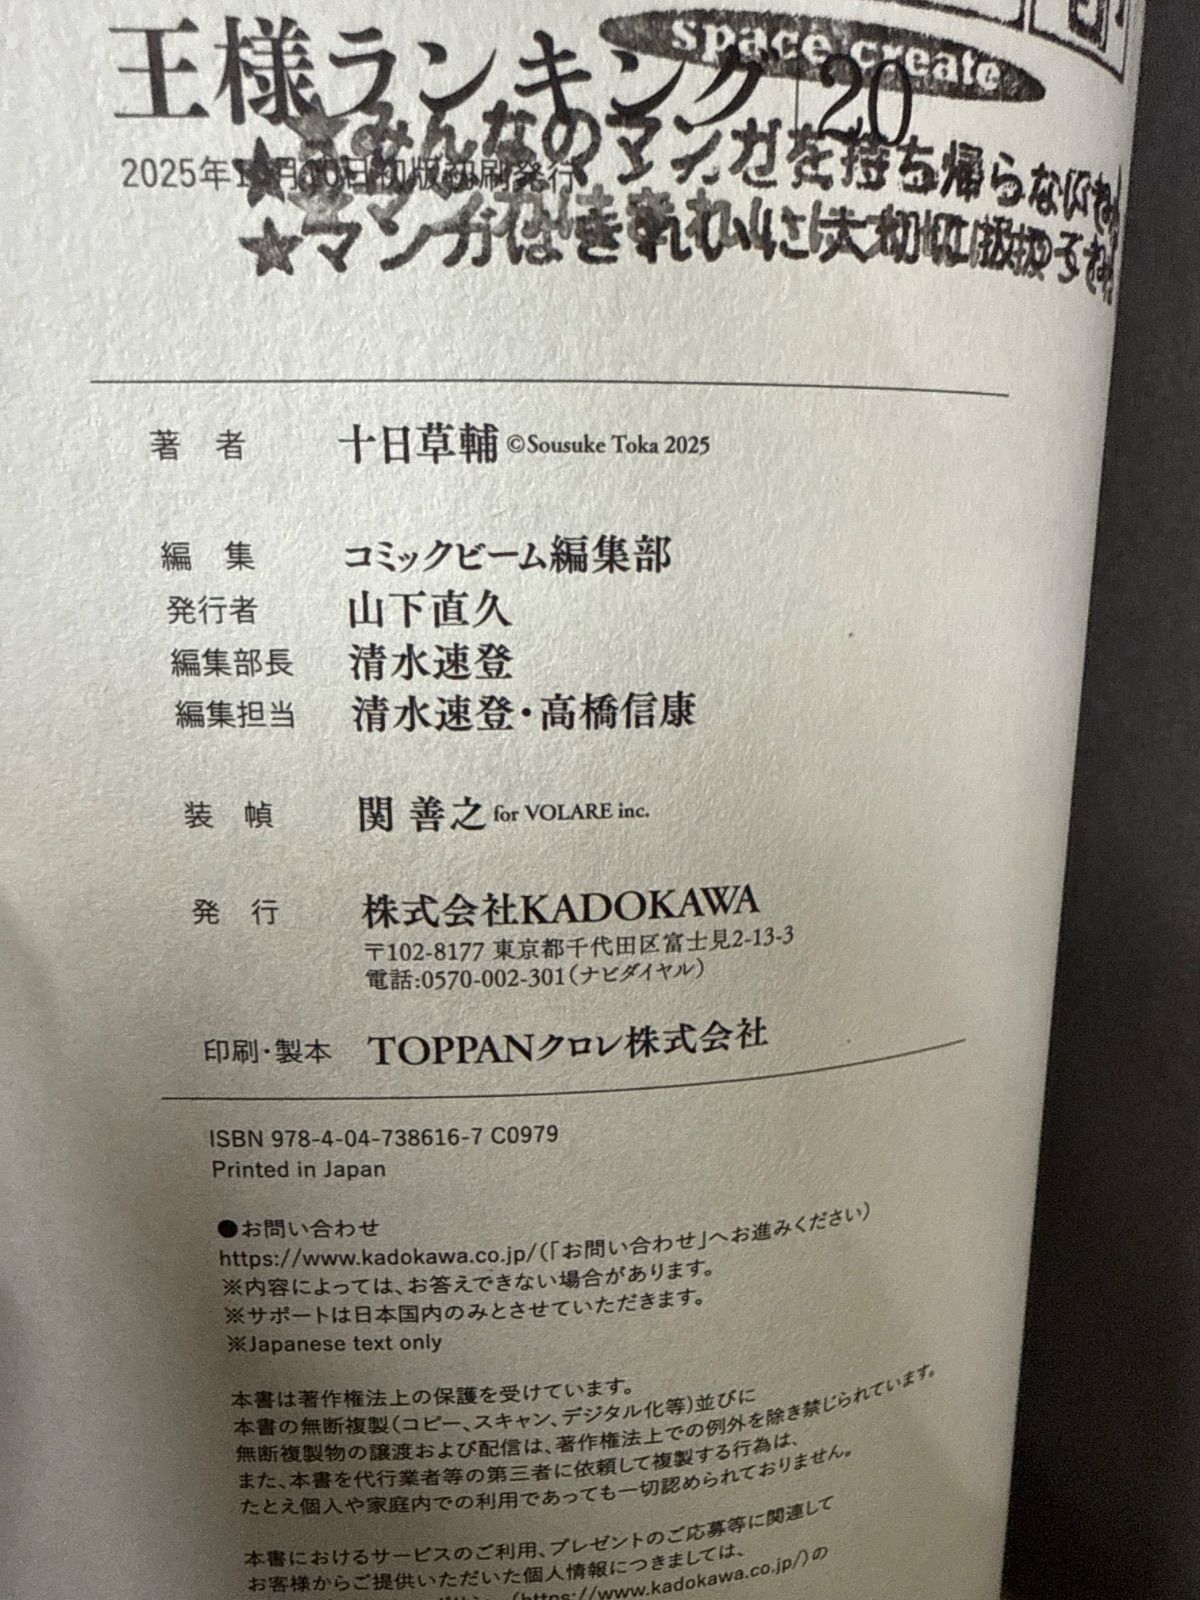 space create
王様ランキング 20
★みんなのマンガを持ち帰らないでね
2025年 月 日初版初刷発行
★マンガはきれいに大切に扱って
著 者 十日草輔 ©Sousuke Toka 2025
編 集 コミックビーム編集部
発行者 山下直久
編集部長 清水速登
編集担当 清水速登・高橋信康
装 幀 関 善之 for VOLARE inc.
発 行 株式会社KADOKAWA
〒102-8177 東京都千代田区富士見2-13-3
電話:0570-002-301(ナビダイヤル)
印刷・製本 TOPPANクロレ株式会社
ISBN 978-4-04-738616-7 C0979
Printed in Japan
●お問い合わせ
https://www.kadokawa.co.jp/(「お問い合わせ」へお進みください)
※内容によっては、お答えできない場合があります。
※サポートは日本国内のみとさせていただきます。
※Japanese text only
本書は著作権法上の保護を受けています。
本書の無断複製(コピー、スキャン、デジタル化等)並びに
無断複製物の譲渡および配信は、著作権法上での例外を除き禁じられています。
また、本書を代行業者等の第三者に依頼して複製する行為は、
たとえ個人や家庭内での利用であっても一切認められておりません。
本書におけるサービスのご利用、プレゼントのご応募等に関連して
お客様からご提供いただいた個人情報につきましては、
(https://www.kadokawa.co.jp/)の